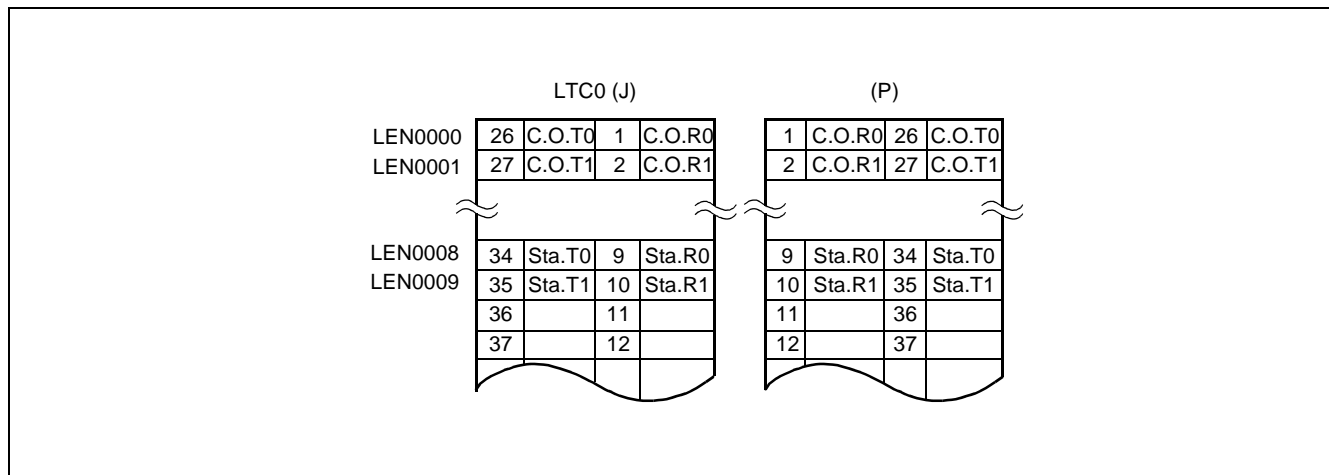 LTC0 (J) (P)
LEN0000 26 C.O.T0 1 C.O.R0 1 C.O.R0 26 C.O.T0
LEN0001 27 C.O.T1 2 C.O.R1 2 C.O.R1 27 C.O.T1
LEN0008 34 Sta.T0 9 Sta.R0 9 Sta.R0 34 Sta.T0
LEN0009 35 Sta.T1 10 Sta.R1 10 Sta.R1 35 Sta.T1
36 11 11 36
37 12 12 37